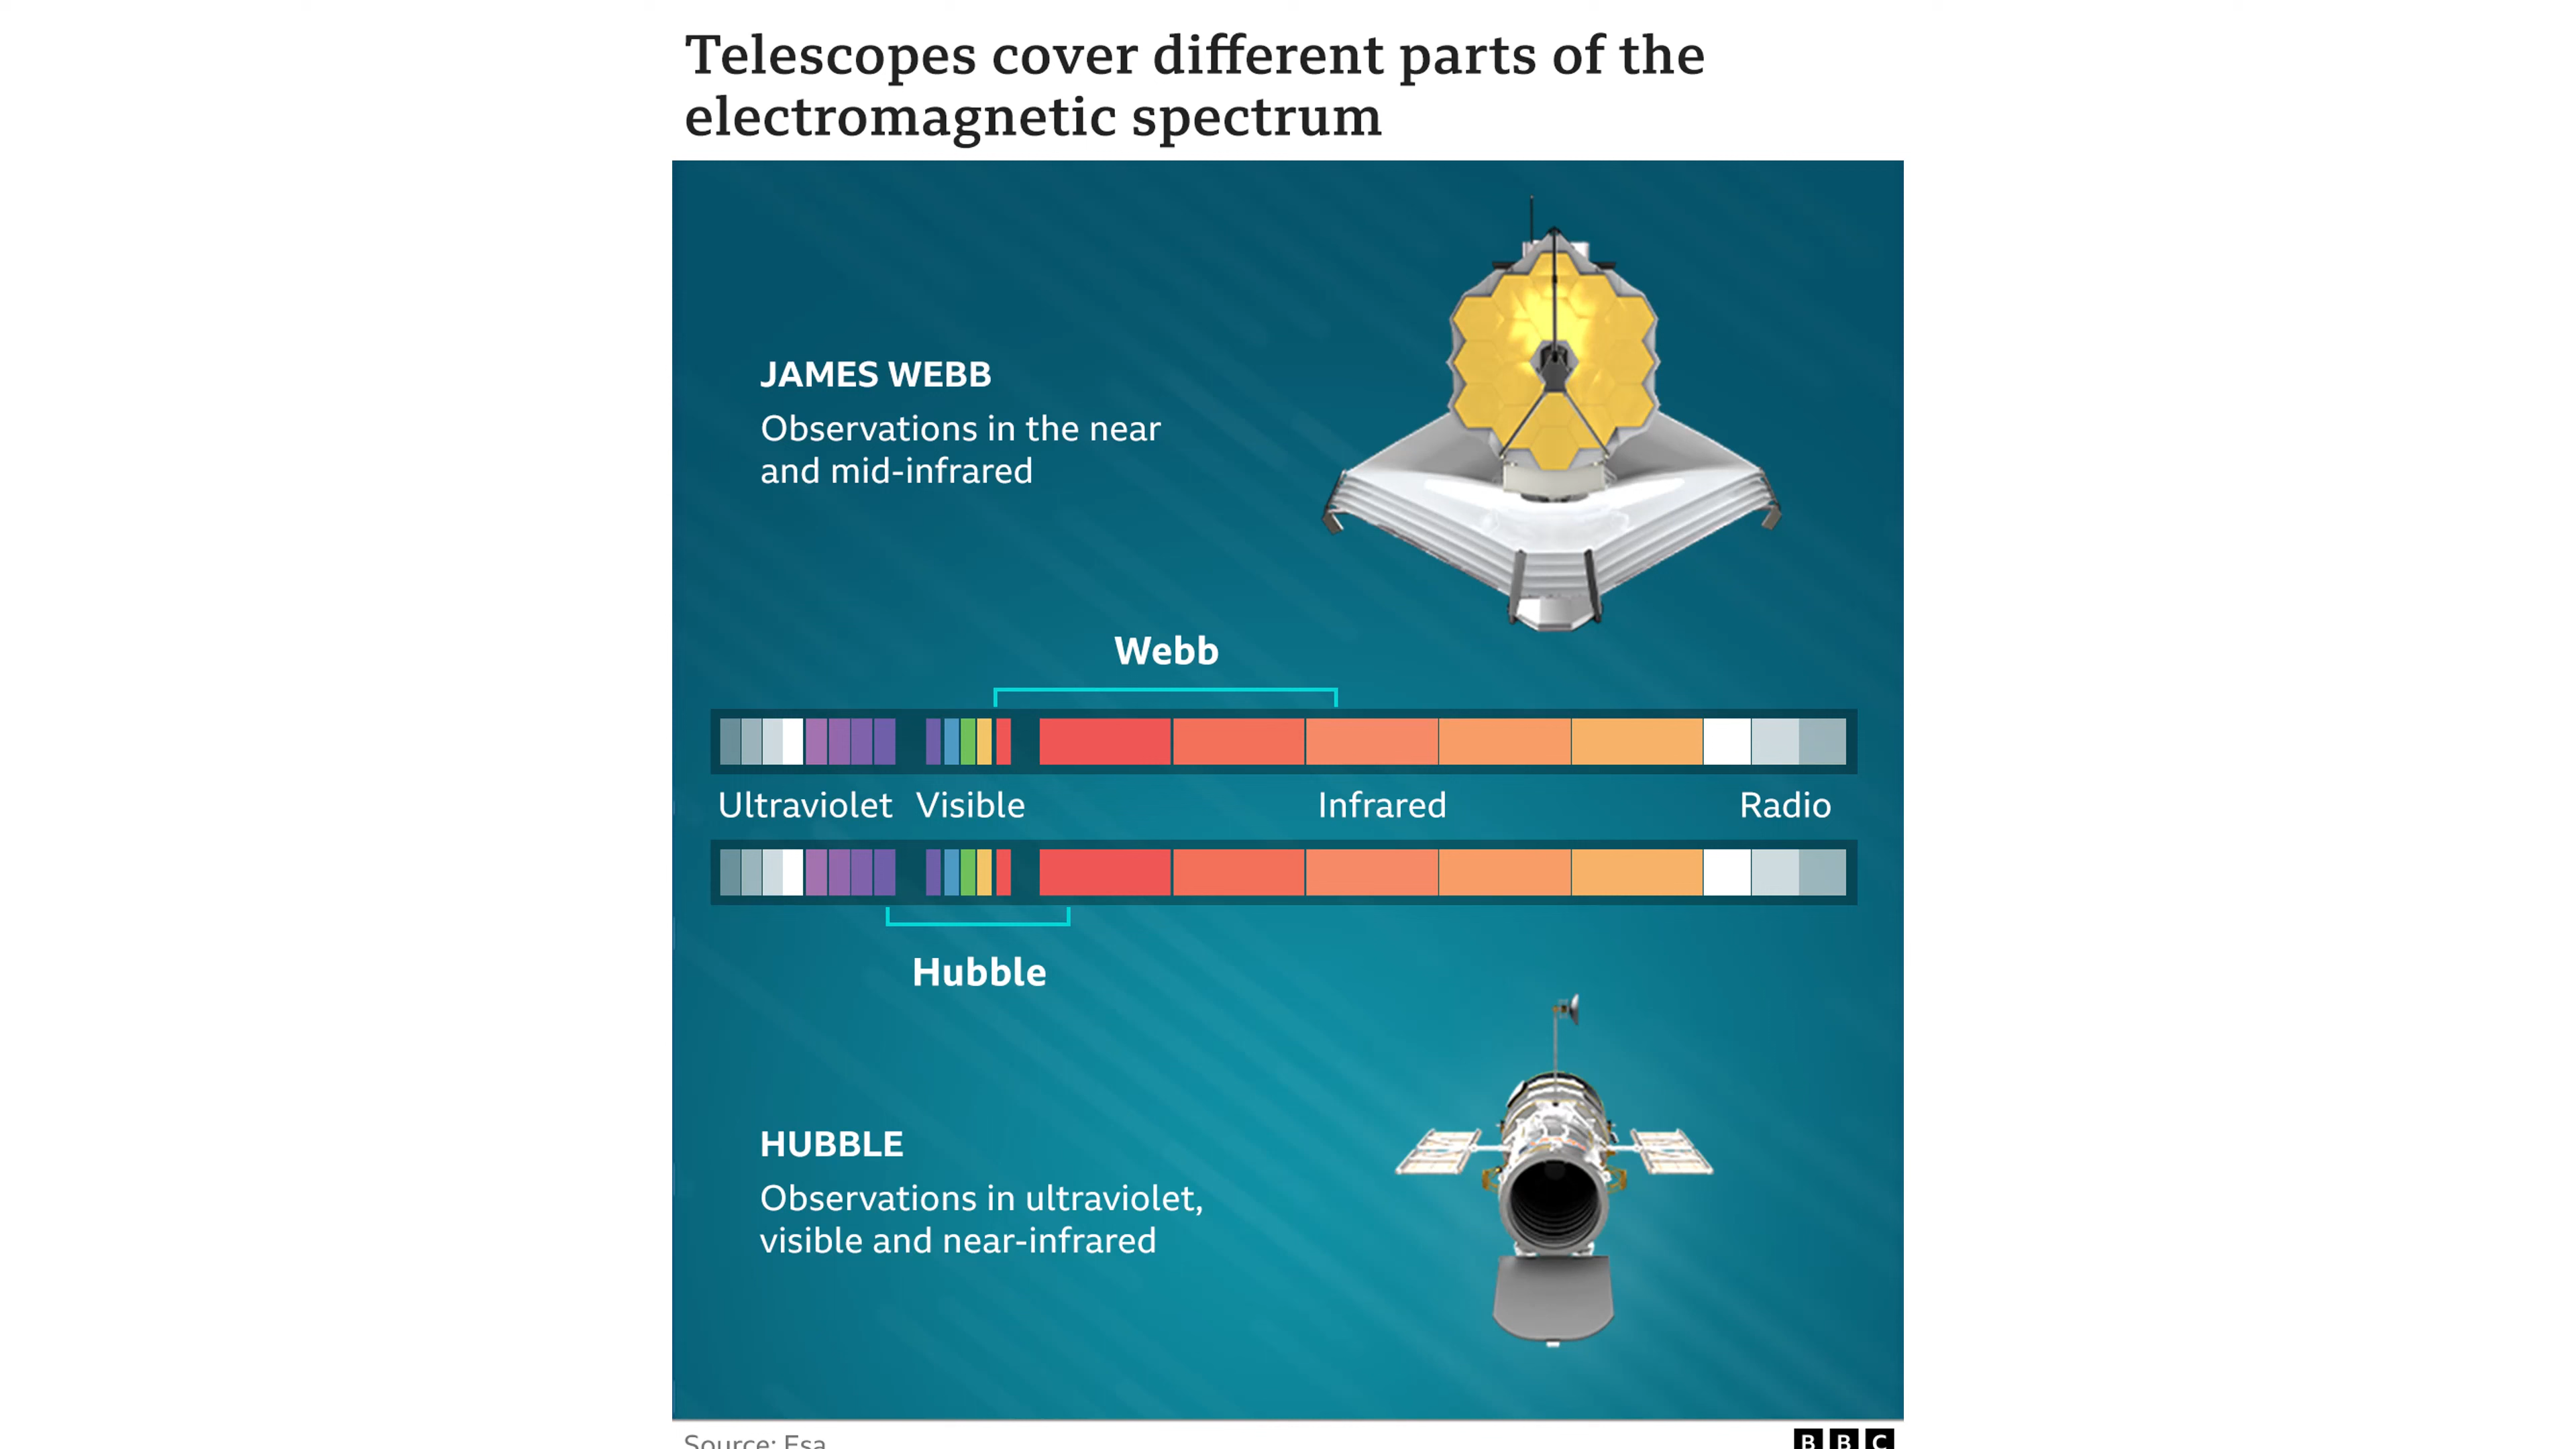 Telescopes cover different parts of the
electromagnetic spectrum
JAMES WEBB
Observations in the near
and mid-infrared
Webb
Ultraviolet Visible Infrared Radio
Hubble
HUBBLE
Observations in ultraviolet,
visible and near-infrared
Source: Esa
BBC